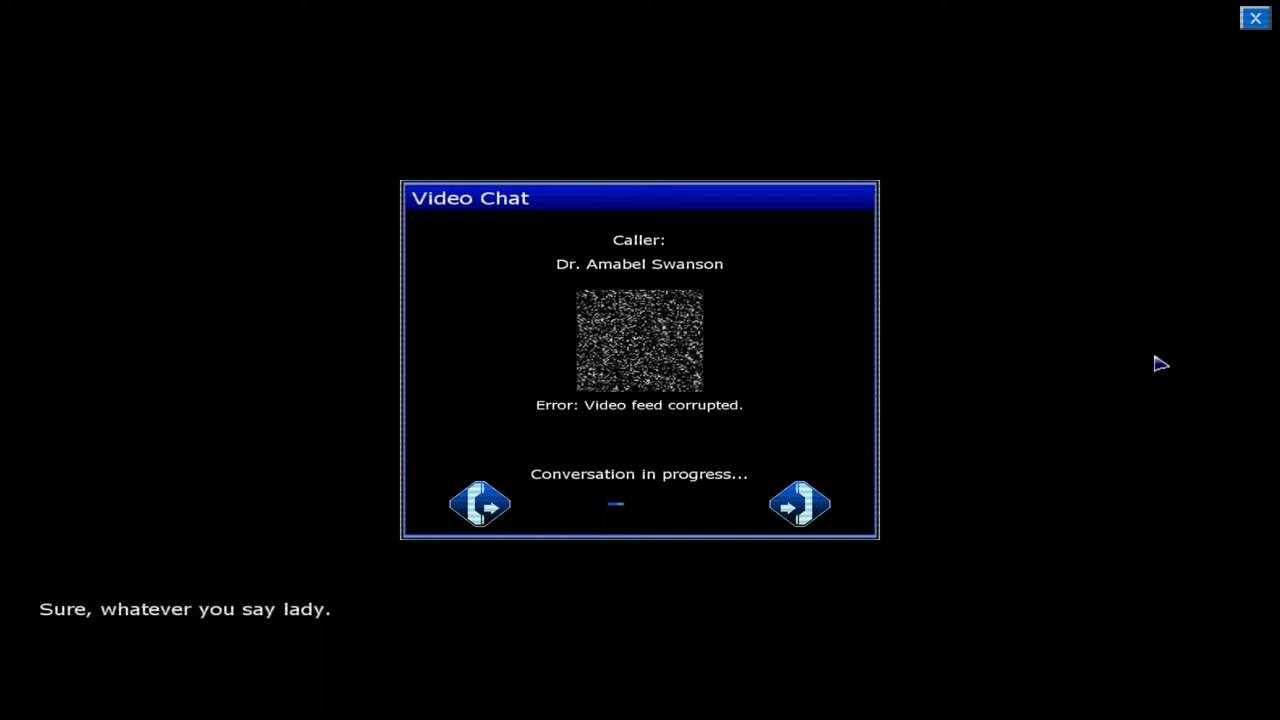 X
Video Chat
Caller:
Dr. Amabel Swanson
Error: Video feed corrupted.
Conversation in progress...
Sure, whatever you say lady.